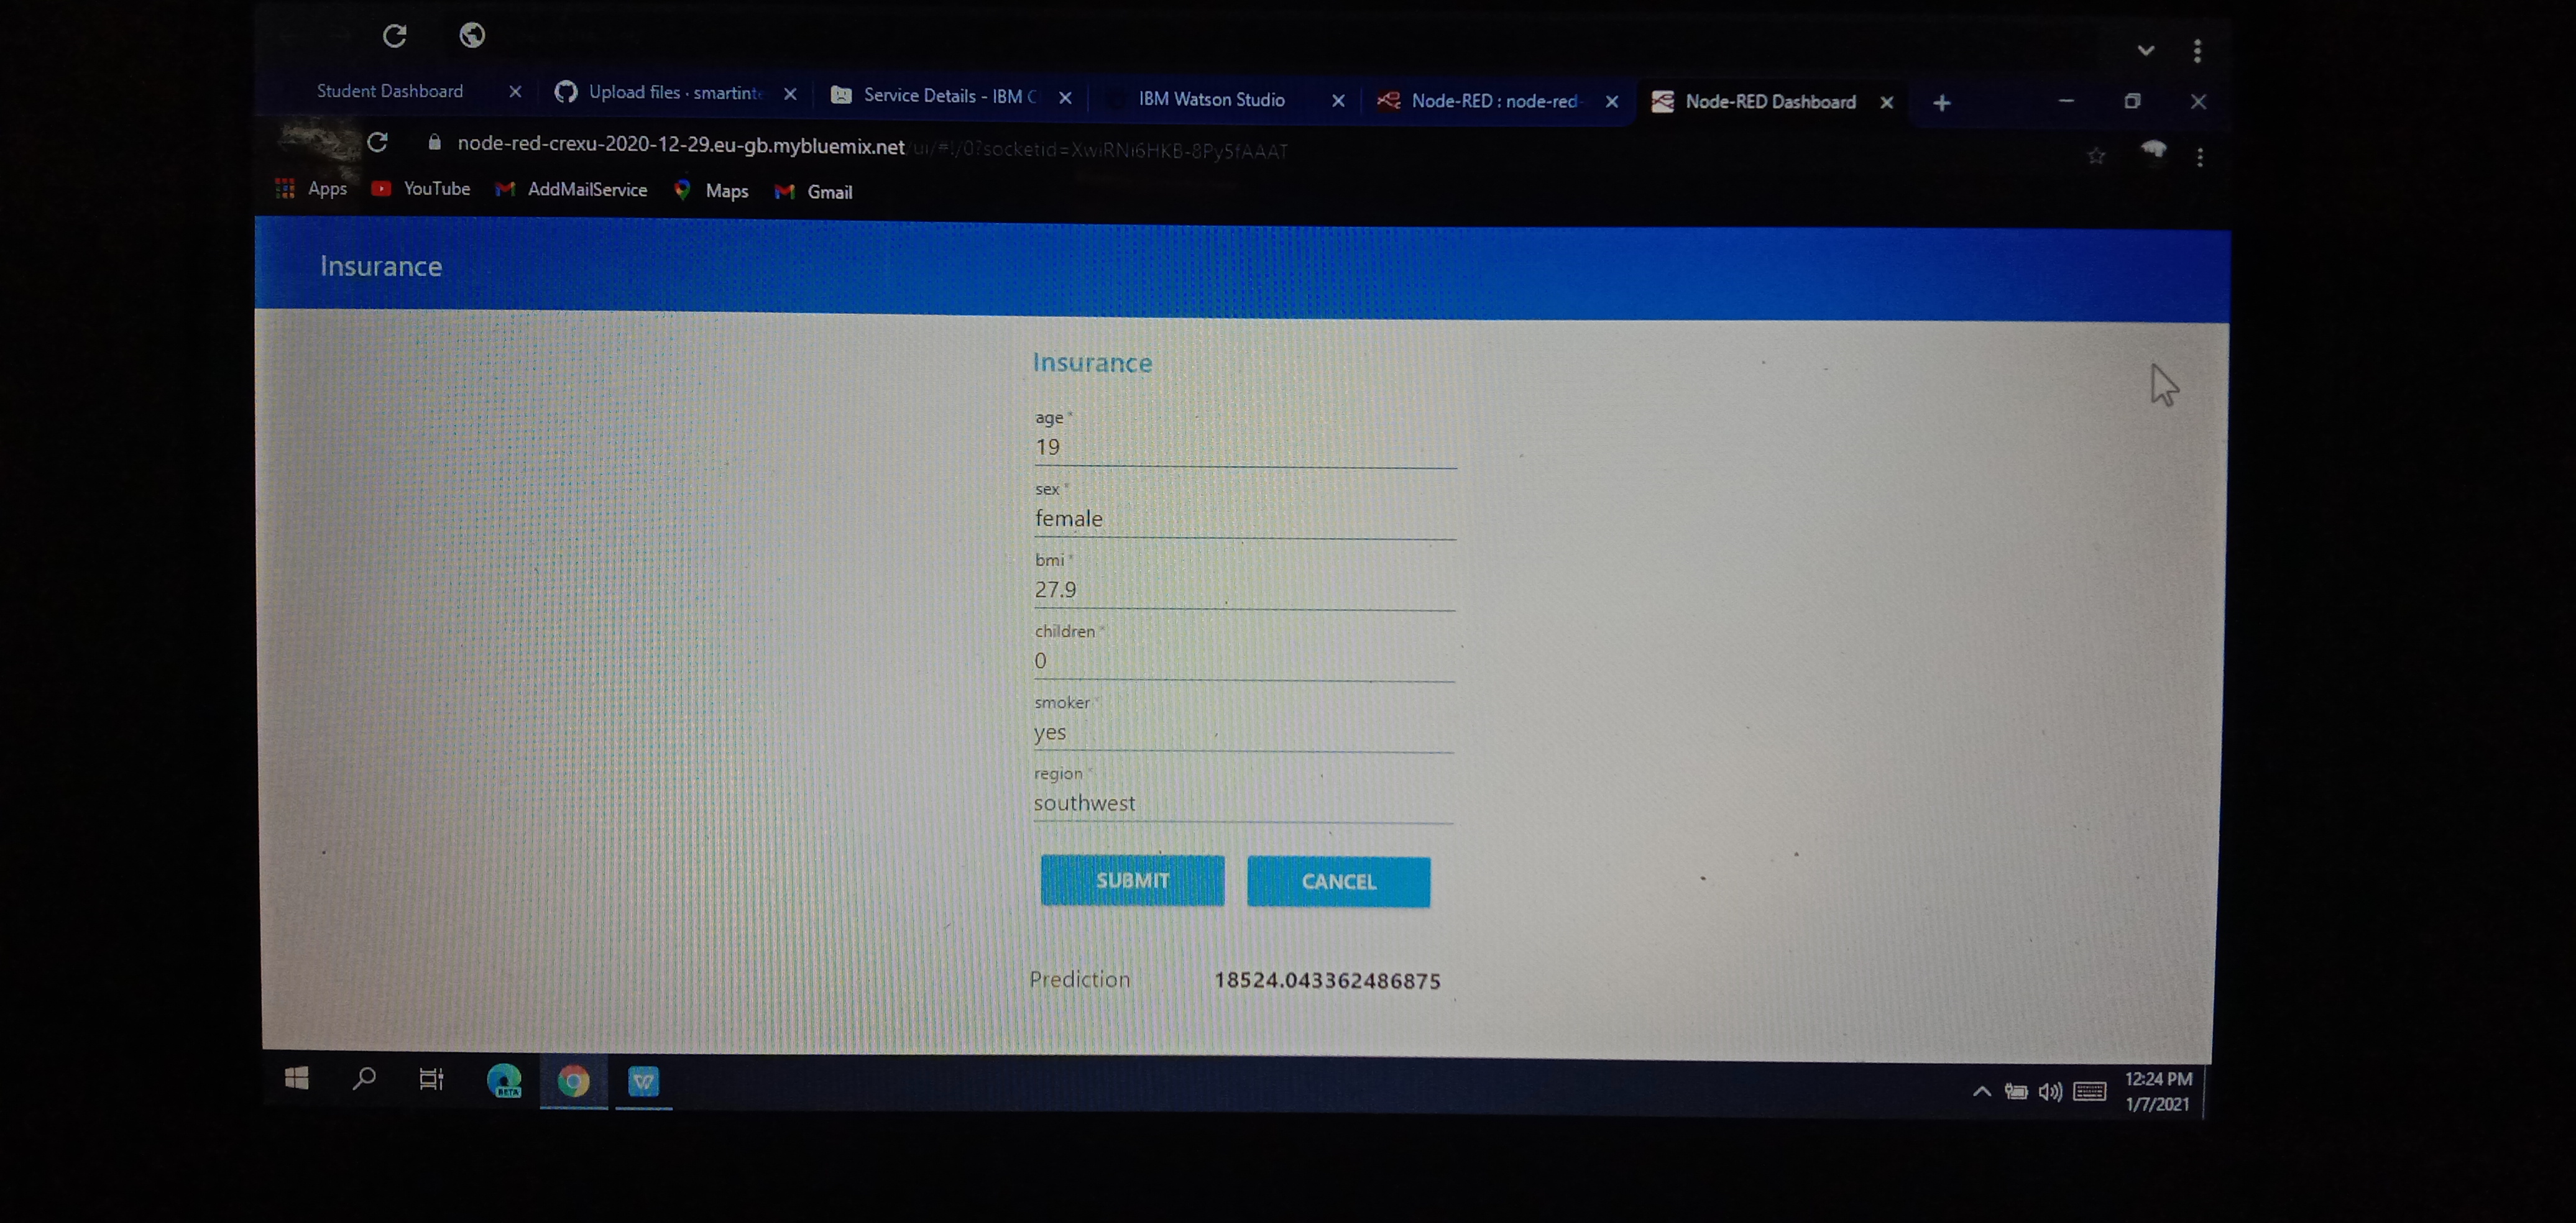 Student Dashboard
Upload files · smartinte
Service Details - IBM C
IBM Watson Studio
Node-RED : node-red-
Node-RED Dashboard
node-red-crexu-2020-12-29.eu-gb.mybluemix.net/ui/#!/0?socketid=XwiRNi6HKB-8Py5fAAAT
Apps
YouTube
AddMailService
Maps
Gmail
Insurance
Insurance
age *
19
sex *
female
bmi *
27.9
children *
0
smoker *
yes
region *
southwest
SUBMIT
CANCEL
Prediction 18524.043362486875
BETA
12:24 PM
1/7/2021